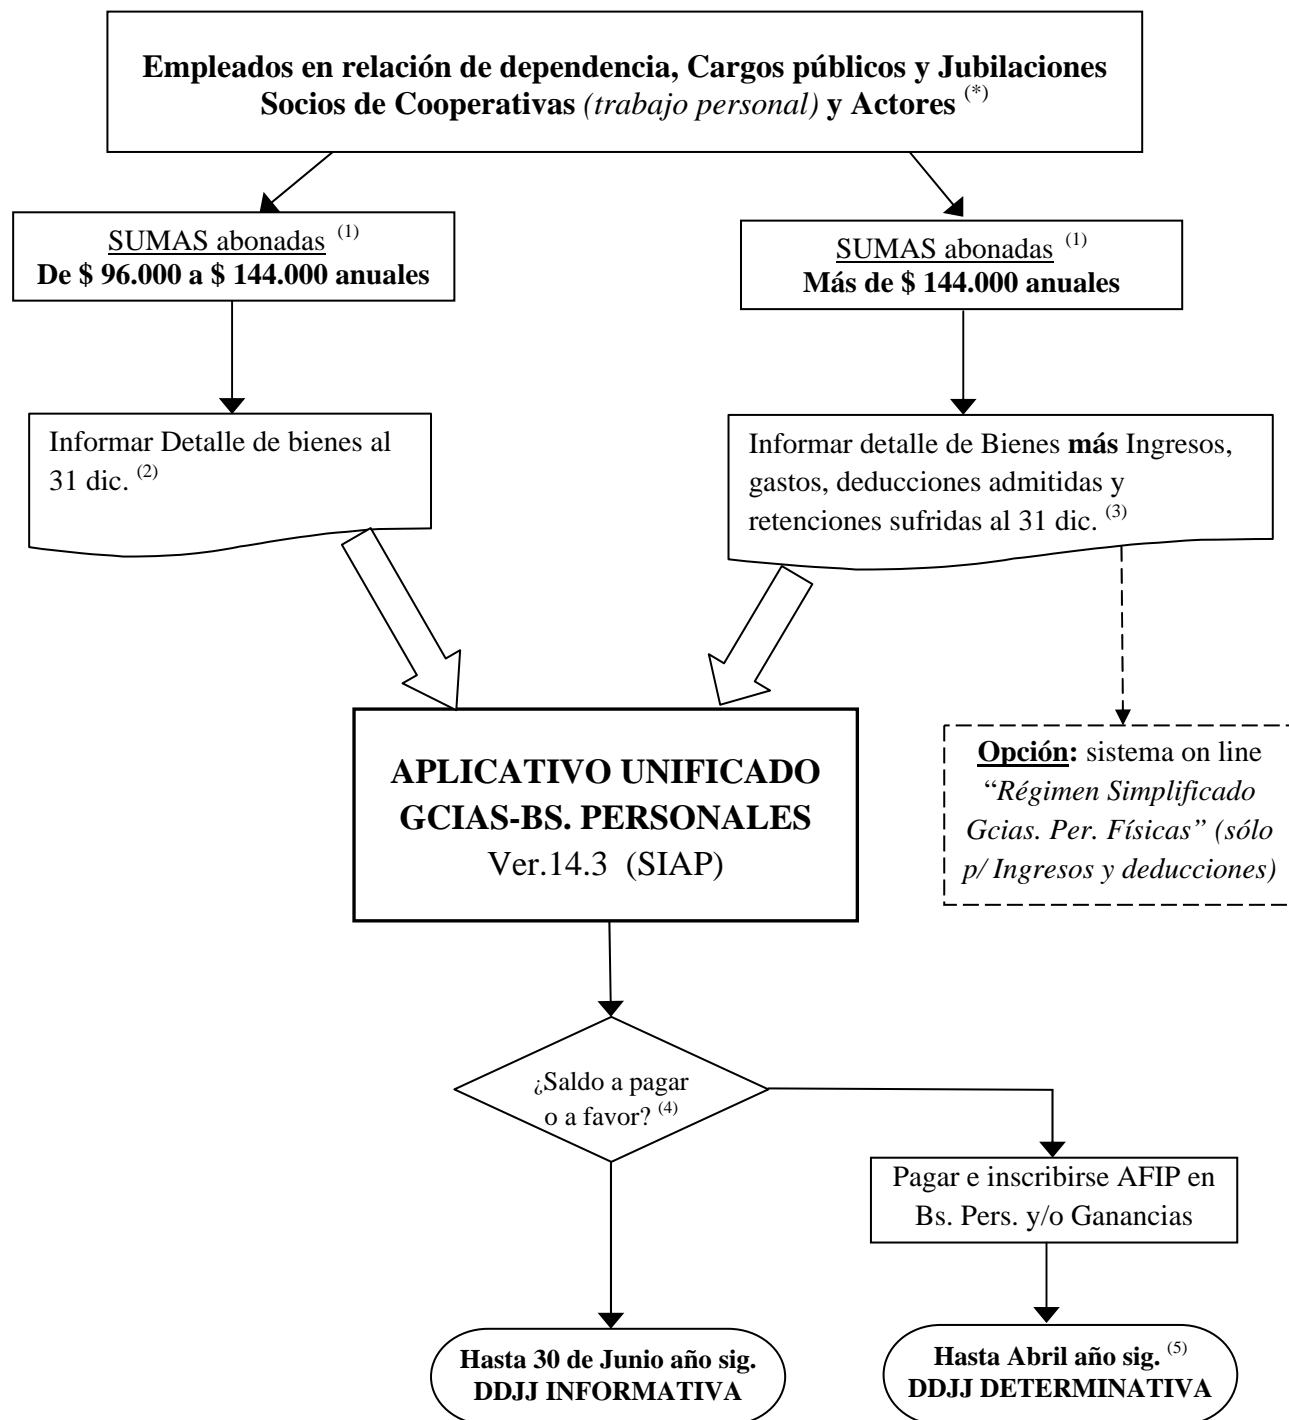 Empleados en relación de dependencia, Cargos públicos y Jubilaciones
Socios de Cooperativas (trabajo personal) y Actores (*)
SUMAS abonadas (1)
De $ 96.000 a $ 144.000 anuales
SUMAS abonadas (1)
Más de $ 144.000 anuales
Informar Detalle de bienes al
31 dic. (2)
Informar detalle de Bienes más Ingresos,
gastos, deducciones admitidas y
retenciones sufridas al 31 dic. (3)
APLICATIVO UNIFICADO
GCIAS-BS. PERSONALES
Ver.14.3 (SIAP)
Opción: sistema on line
“Régimen Simplificado
Gcias. Per. Físicas” (sólo
p/ Ingresos y deducciones)
¿Saldo a pagar
o a favor? (4)
Pagar e inscribirse AFIP en
Bs. Pers. y/o Ganancias
Hasta 30 de Junio año sig.
DDJJ INFORMATIVA
Hasta Abril año sig. (5)
DDJJ DETERMINATIVA